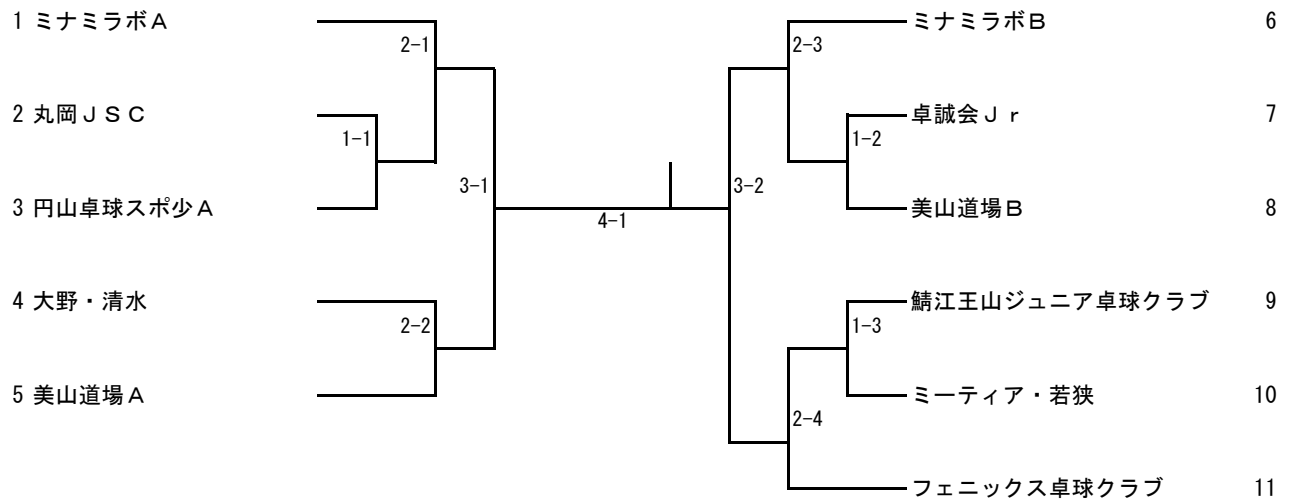 1 ミナミラボA
2-1
2 丸岡JSC
1-1
3 円山卓球スポ少A
3-1
4 大野・清水
2-2
5 美山道場A
4-1
ミナミラボB 6
2-3
卓誠会Jr 7
1-2
3-2
美山道場B 8
鯖江王山ジュニア卓球クラブ 9
1-3
ミーティア・若狭 10
2-4
フェニックス卓球クラブ 11